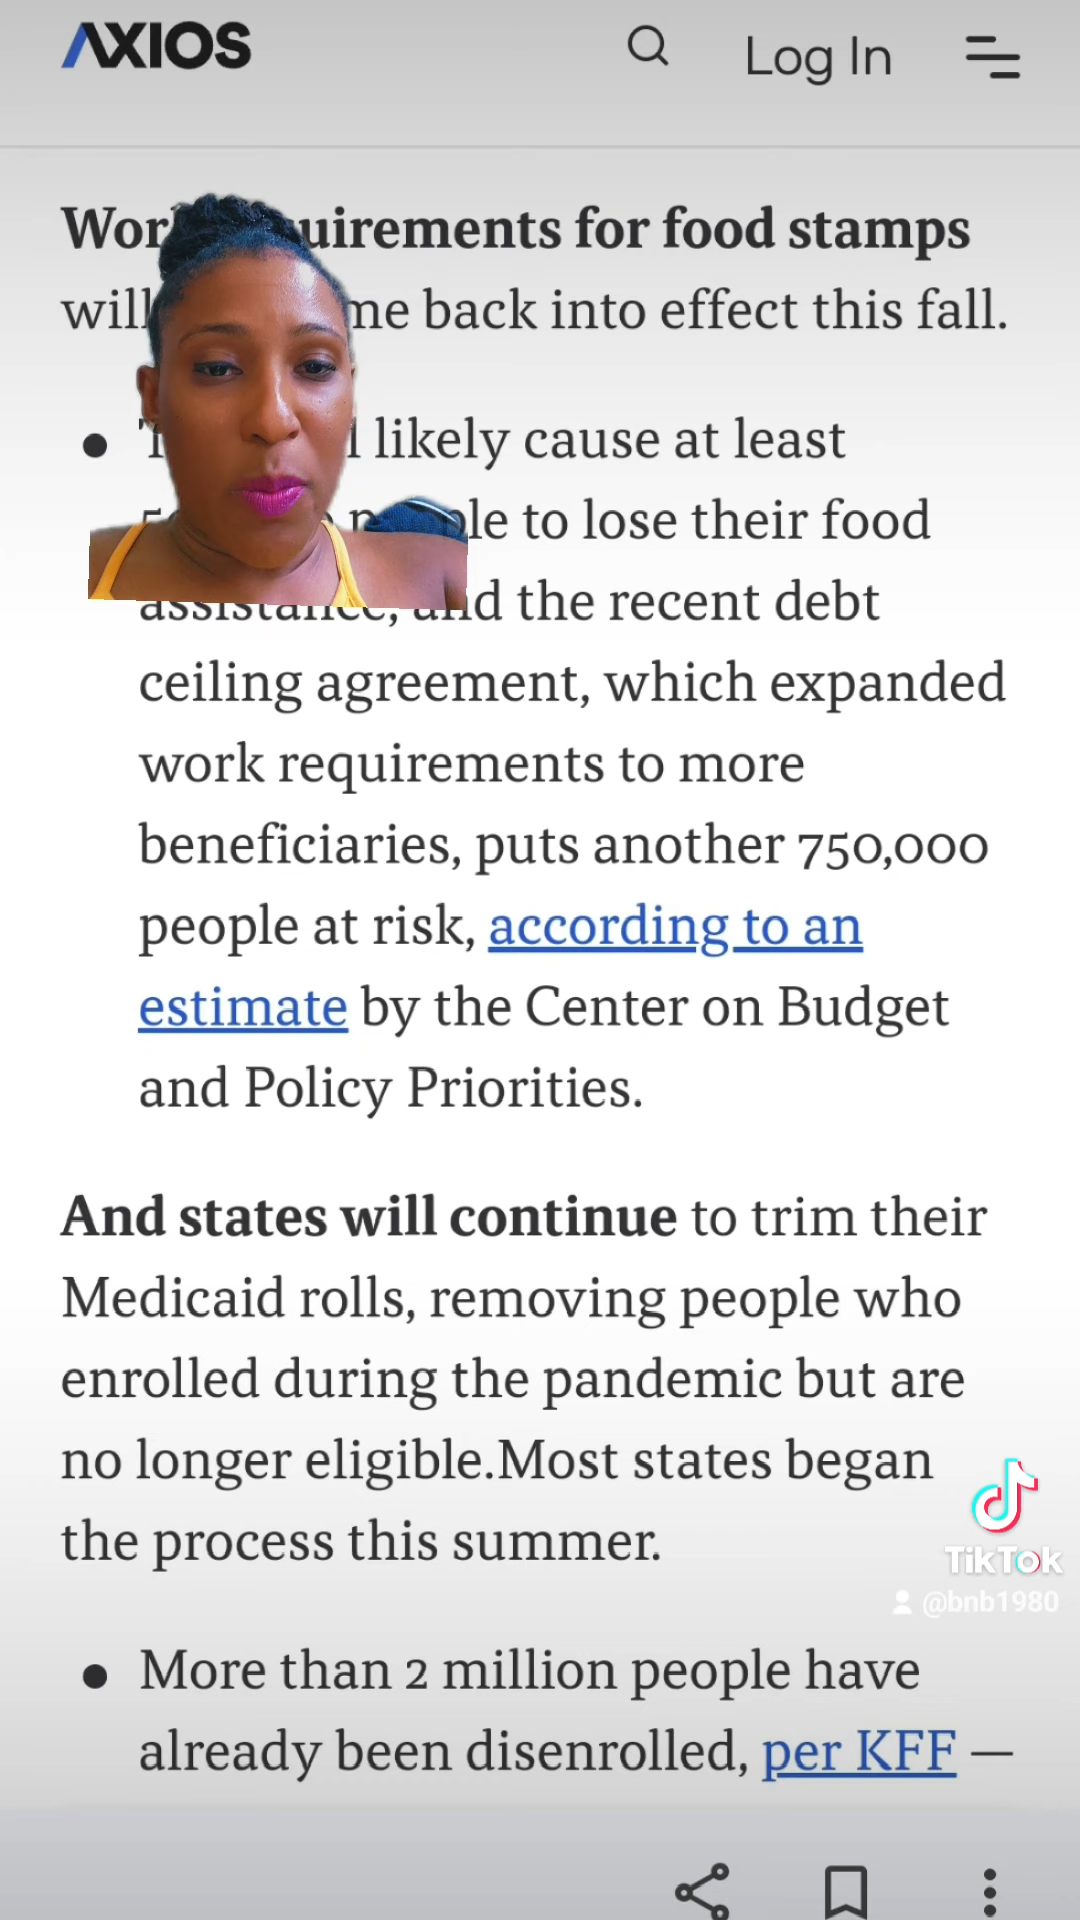 AXIOS
Log In
for food stamps
will back into effect this fall.
likely cause at least
to lose their food
the recent debt
ceiling agreement, which expanded
work requirements to more
beneficiaries, puts another 750,000
people at risk, according to an
estimate by the Center on Budget
and Policy Priorities.
And states will continue to trim their
Medicaid rolls, removing people who
enrolled during the pandemic but are
no longer eligible.Most states began
the process this summer.
TikTok
@bnb1980
More than 2 million people have
already been disenrolled, per KFF —